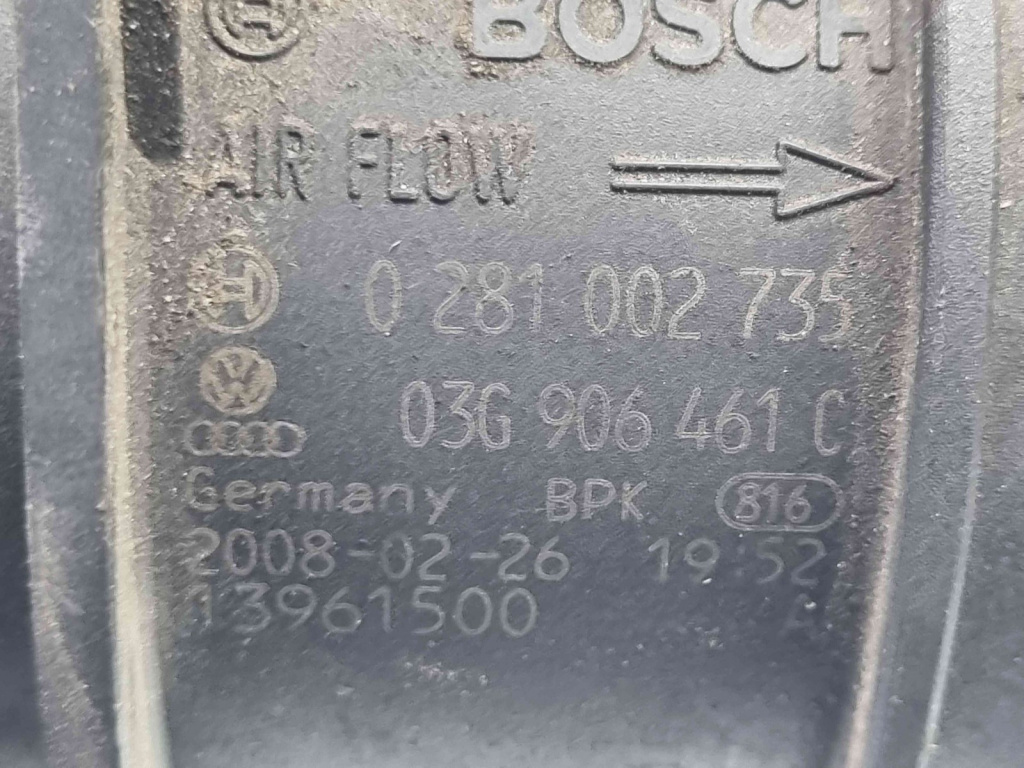 BOSCH
AIR FLOW
0 281 002 735
03G 906 461 C
Germany BPK 816
2008-02-26 19:52
13961500 A